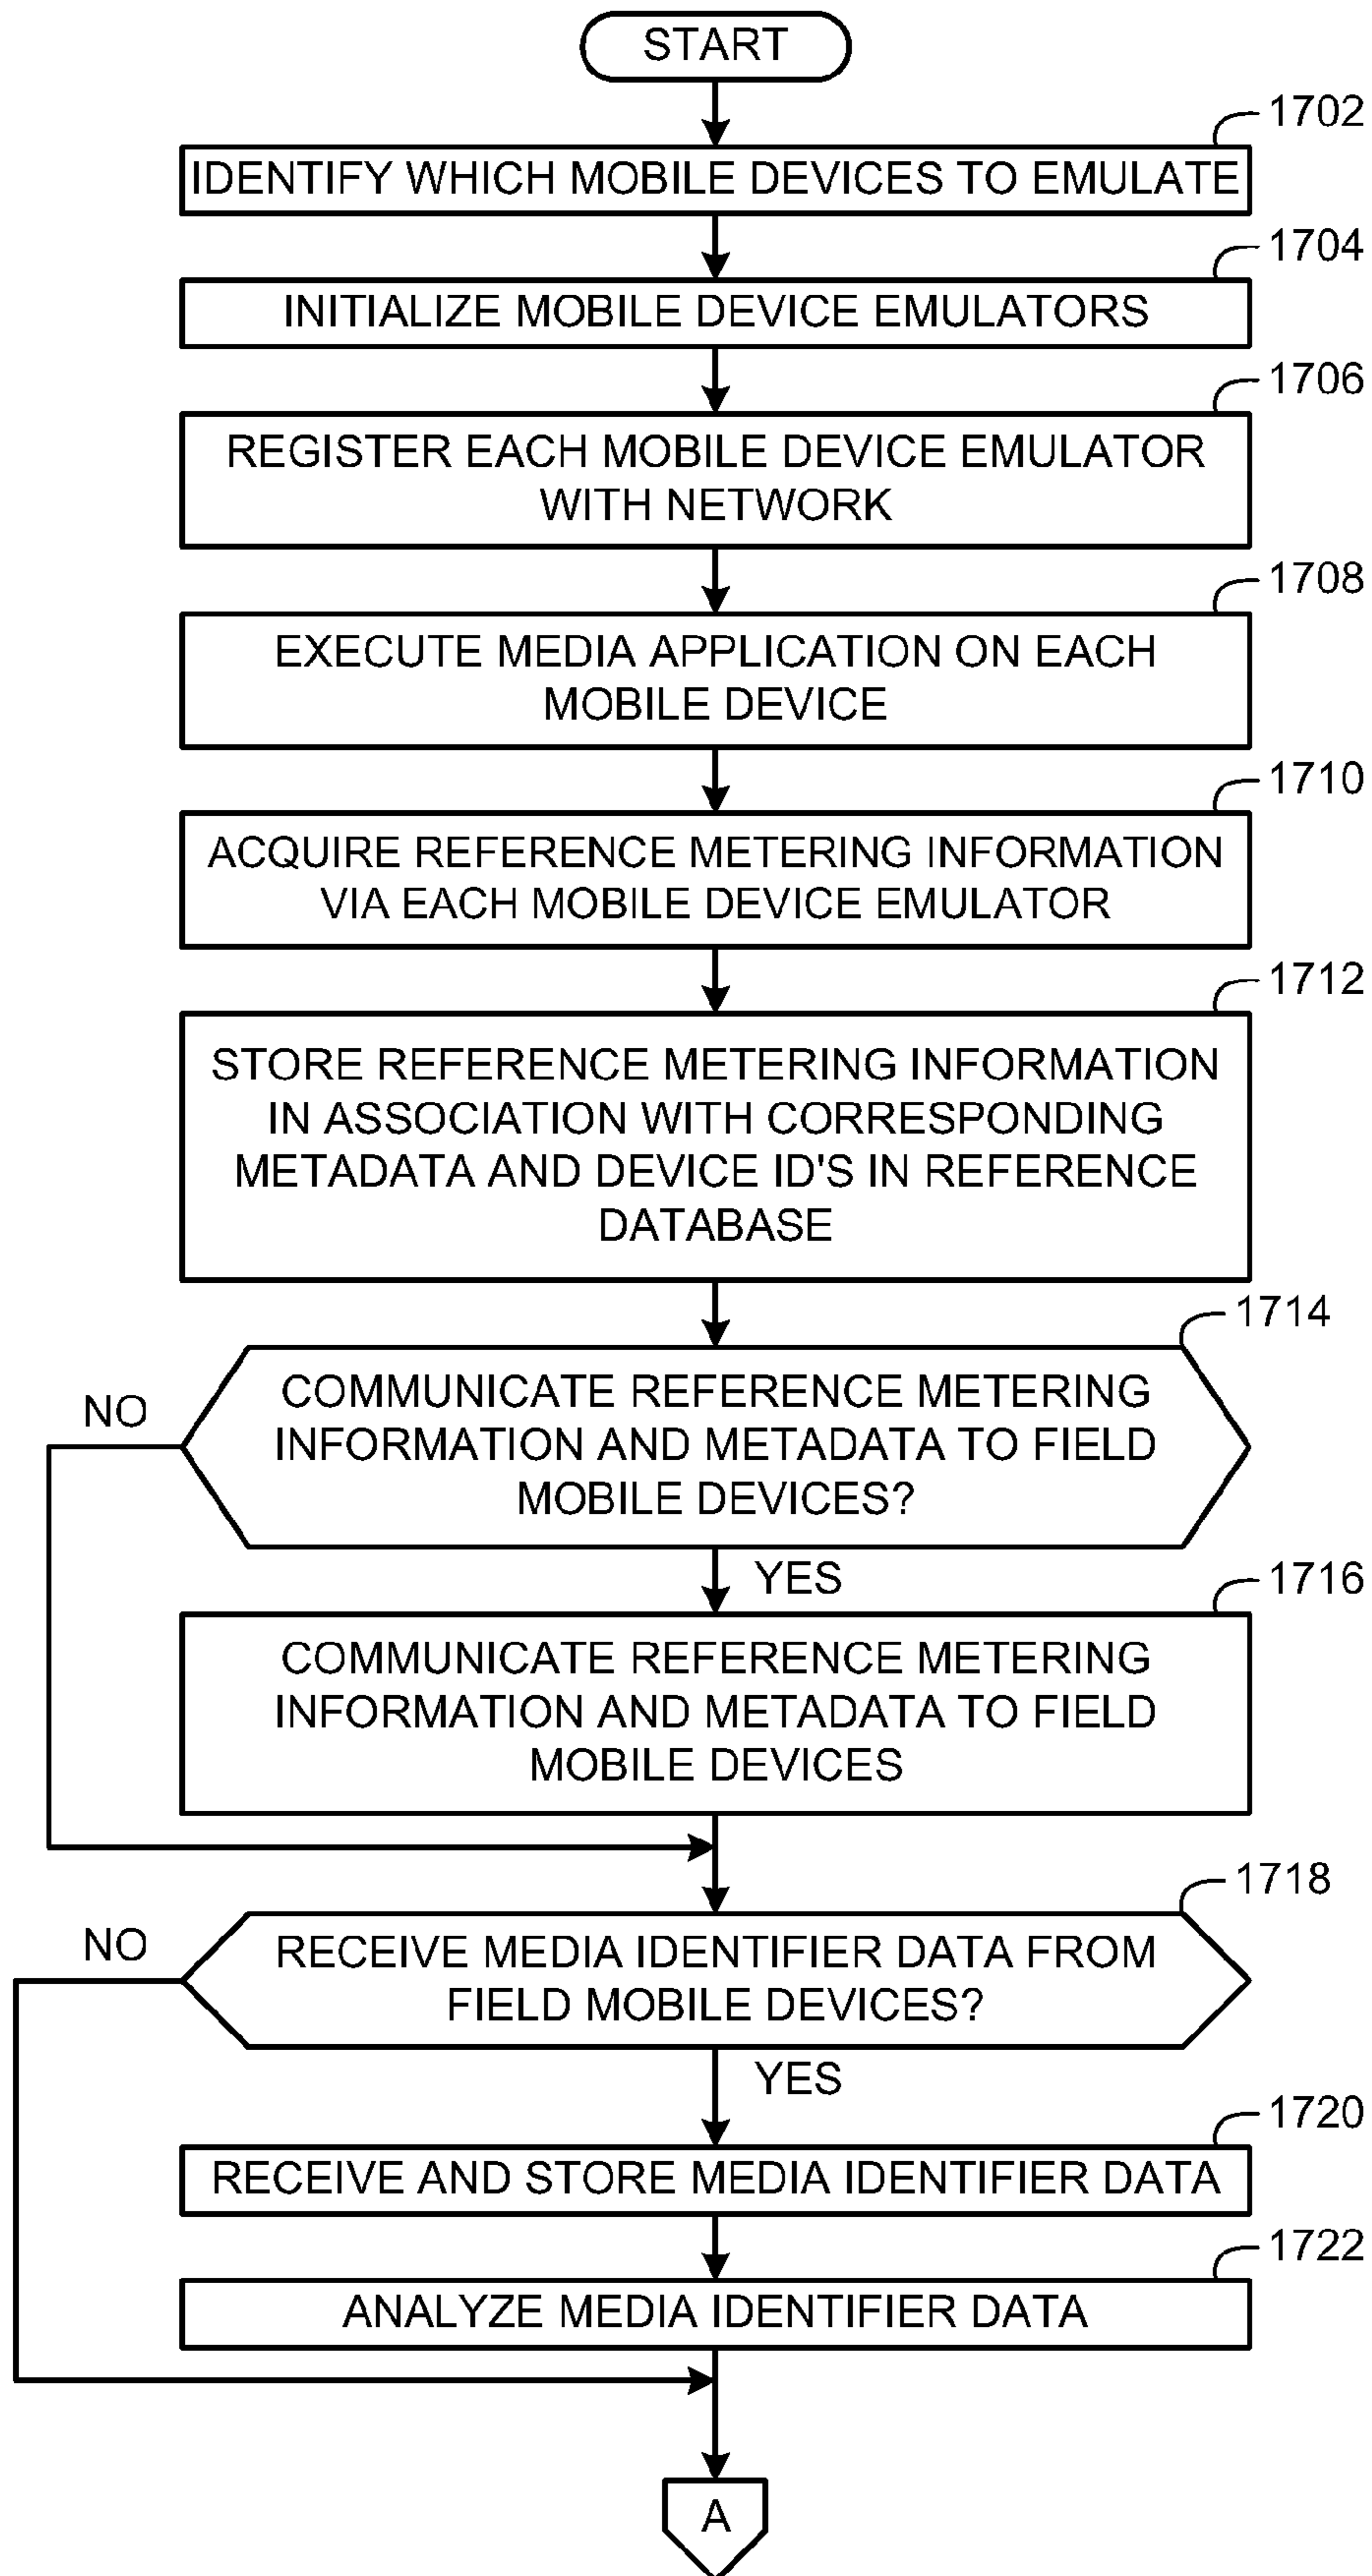 START
1702
IDENTIFY WHICH MOBILE DEVICES TO EMULATE
1704
INITIALIZE MOBILE DEVICE EMULATORS
1706
REGISTER EACH MOBILE DEVICE EMULATOR
WITH NETWORK
1708
EXECUTE MEDIA APPLICATION ON EACH
MOBILE DEVICE
1710
ACQUIRE REFERENCE METERING INFORMATION
VIA EACH MOBILE DEVICE EMULATOR
1712
STORE REFERENCE METERING INFORMATION
IN ASSOCIATION WITH CORRESPONDING
METADATA AND DEVICE ID'S IN REFERENCE
DATABASE
1714
NO
COMMUNICATE REFERENCE METERING
INFORMATION AND METADATA TO FIELD
MOBILE DEVICES?
YES
1716
COMMUNICATE REFERENCE METERING
INFORMATION AND METADATA TO FIELD
MOBILE DEVICES
1718
NO
RECEIVE MEDIA IDENTIFIER DATA FROM
FIELD MOBILE DEVICES?
YES
1720
RECEIVE AND STORE MEDIA IDENTIFIER DATA
1722
ANALYZE MEDIA IDENTIFIER DATA
A